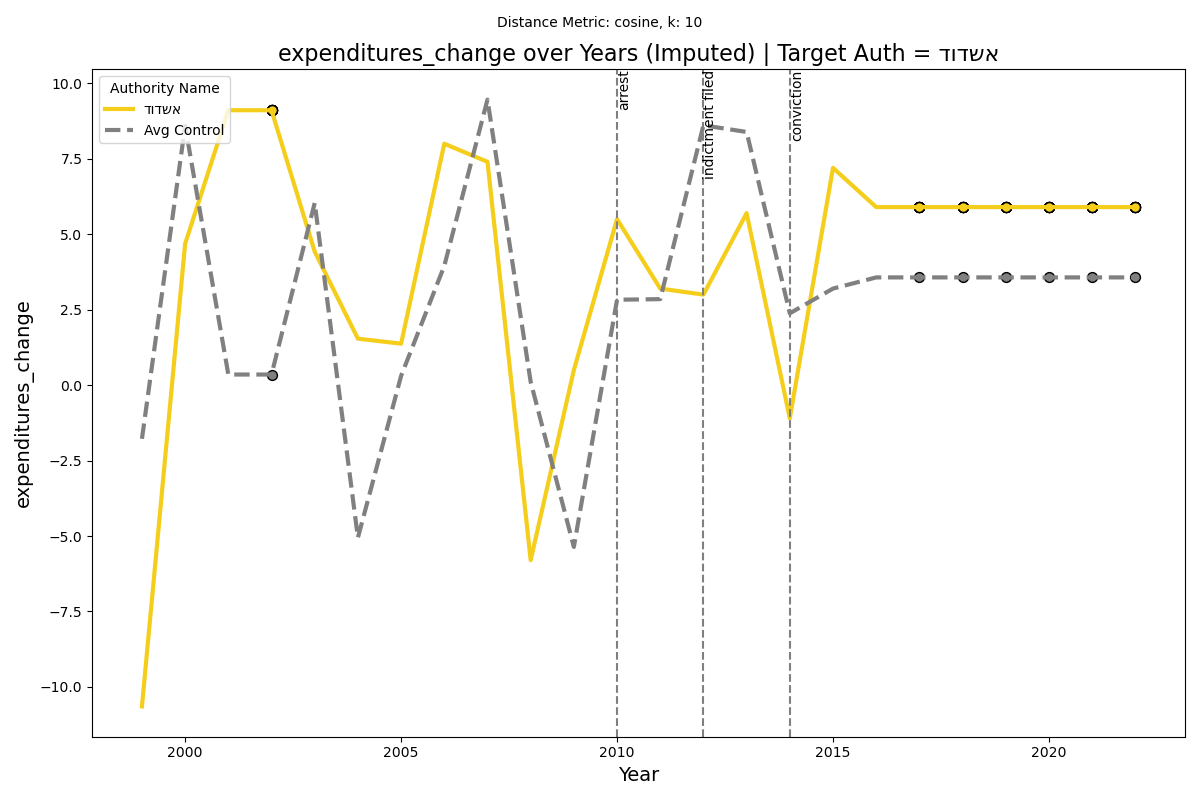 Distance Metric: cosine, k: 10
expenditures_change over Years (Imputed) | Target Auth = אשדוד
Authority Name
אשדוד
Avg Control
arrest
indictment filed
conviction
expenditures_change
10.0
7.5
5.0
2.5
0.0
−2.5
−5.0
−7.5
−10.0
2000 2005 2010 2015 2020
Year